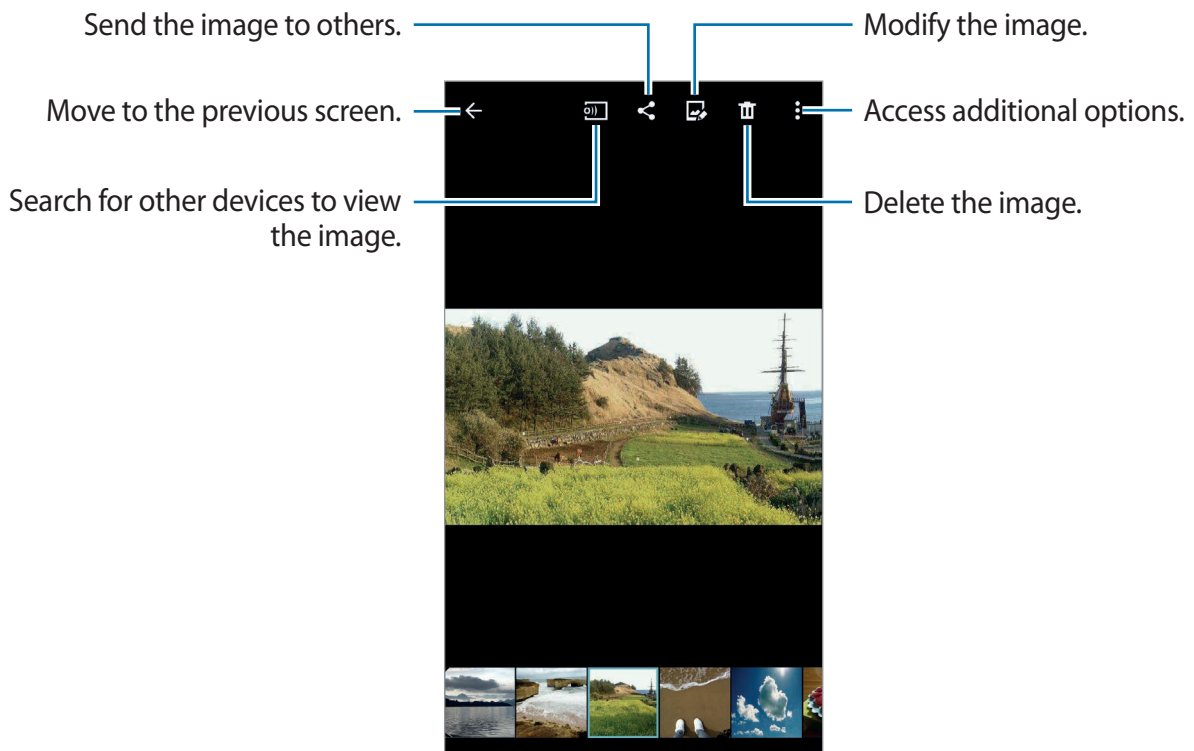 Send the image to others.
Modify the image.
Move to the previous screen.
Access additional options.
Search for other devices to view
the image.
Delete the image.